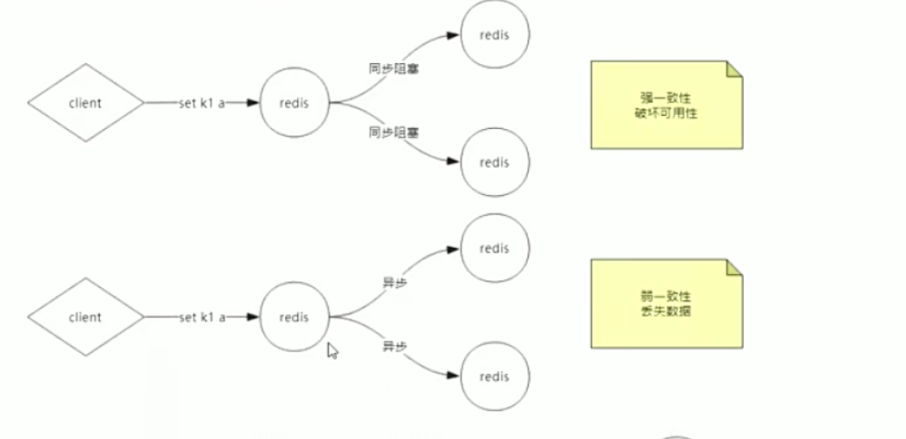 redis
同步阻塞
client
set k1 a
redis
强一致性
破坏可用性
同步阻塞
redis
redis
异步
client
set k1 a
redis
弱一致性
丢失数据
异步
redis